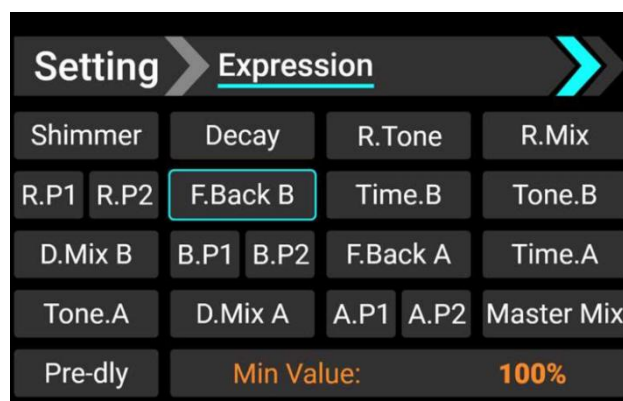 Setting Expression
Shimmer Decay R.Tone R.Mix
R.P1 R.P2 F.Back B Time.B Tone.B
D.Mix B B.P1 B.P2 F.Back A Time.A
Tone.A D.Mix A A.P1 A.P2 Master Mix
Pre-dly Min Value: 100%